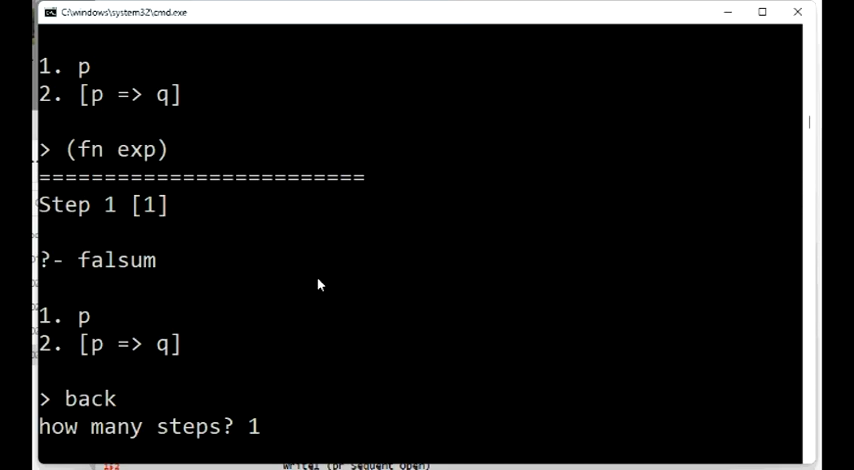 C:\windows\system32\cmd.exe
1. p
2. [p => q]
> (fn exp)
=========================
Step 1 [1]
?- falsum
1. p
2. [p => q]
> back
how many steps? 1